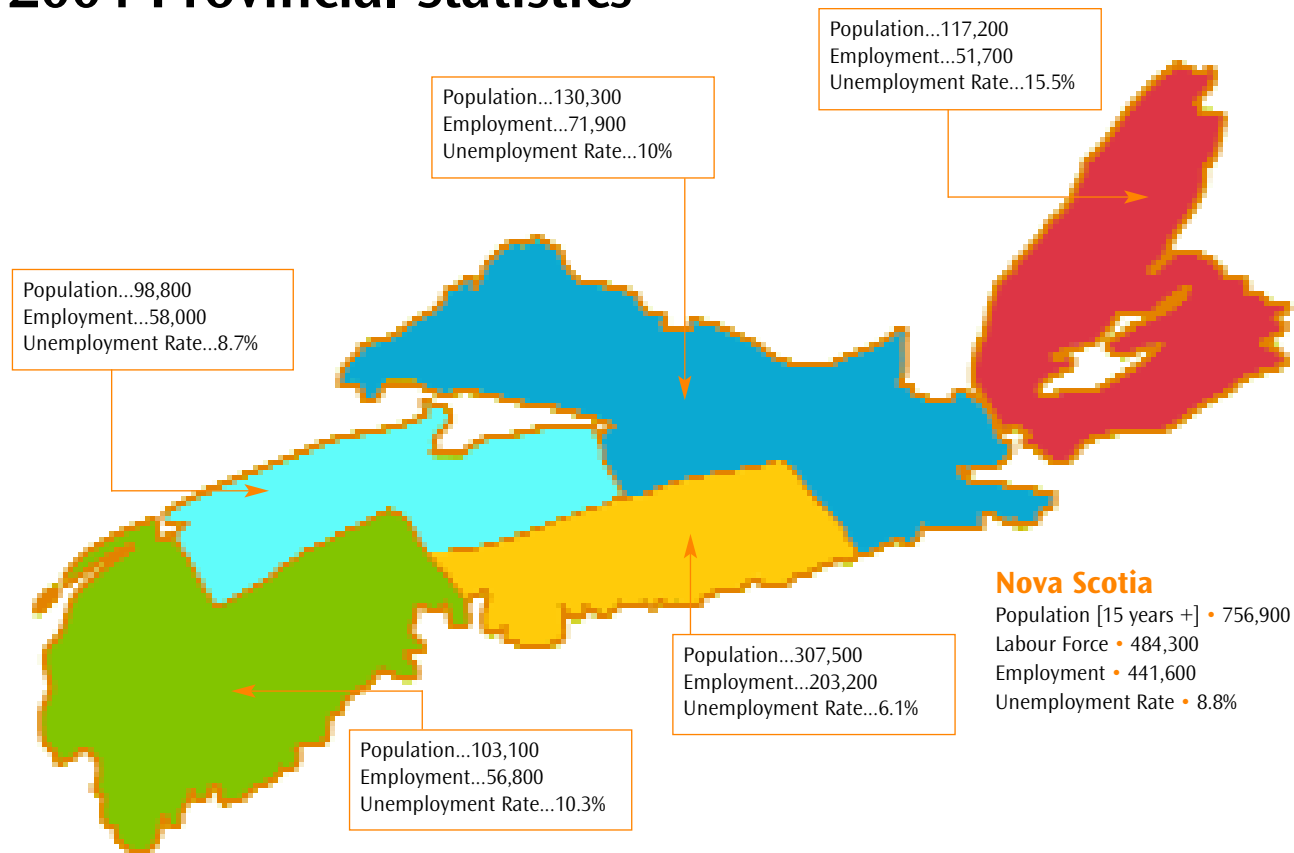 2004 Provincial Statistics
Population...117,200
Employment...51,700
Unemployment Rate...15.5%
Population...130,300
Employment...71,900
Unemployment Rate...10%
Population...98,800
Employment...58,000
Unemployment Rate...8.7%
Nova Scotia
Population [15 years +] • 756,900
Labour Force • 484,300
Employment • 441,600
Unemployment Rate • 8.8%
Population...307,500
Employment...203,200
Unemployment Rate...6.1%
Population...103,100
Employment...56,800
Unemployment Rate...10.3%